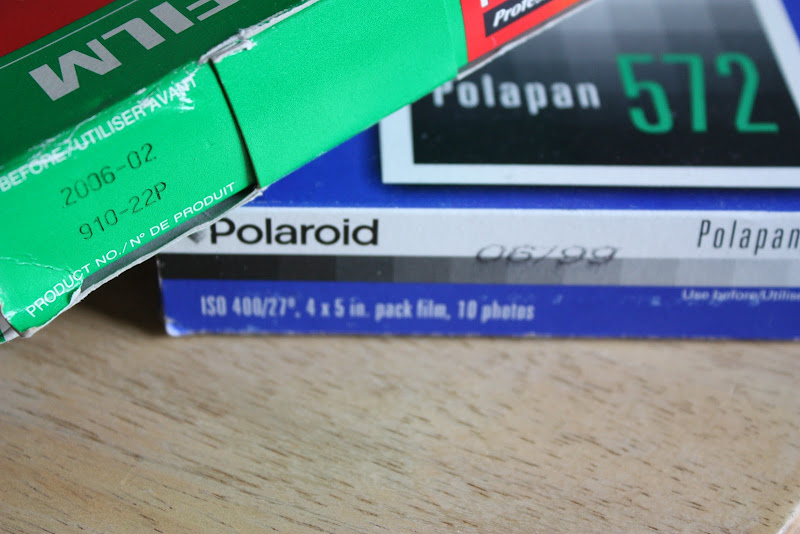 FILM
BEFORE/UTILISER AVANT
2006-02
910-22P
PRODUCT NO./N° DE PRODUIT
Profe
Polapan 572
Polaroid
06/99
Polapan
ISO 400/27°, 4 x 5 in. pack film, 10 photos
Use before/Utilise